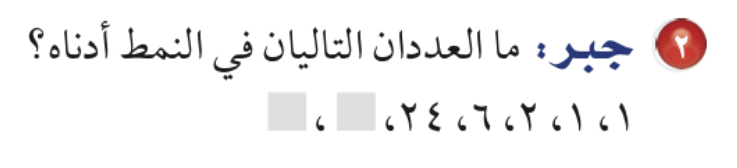 ٢ جبر: ما العددان التاليان في النمط أدناه؟
١، ١، ٢، ٦، ٢٤، ،